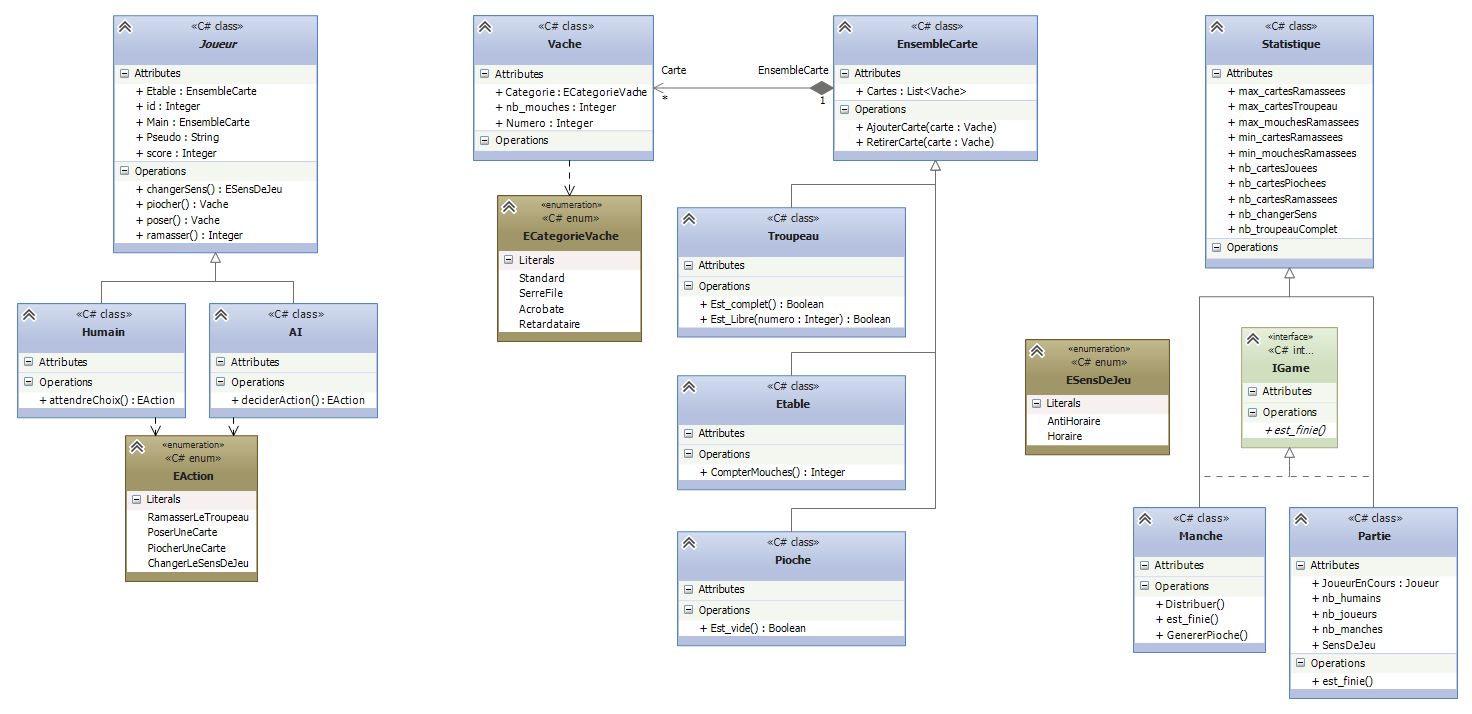 «C# class»
Joueur
Attributes
+ Etable : EnsembleCarte
+ id : Integer
+ Main : EnsembleCarte
+ Pseudo : String
+ score : Integer
Operations
+ changerSens() : ESensDeJeu
+ piocher() : Vache
+ poser() : Vache
+ ramasser() : Integer
«C# class»
Humain
Attributes
Operations
+ attendreChoix() : EAction
«C# class»
AI
Attributes
Operations
+ deciderAction() : EAction
«enumeration»
«C# enum»
EAction
Literals
RamasserLeTroupeau
PoserUneCarte
PiocherUneCarte
ChangerLeSensDeJeu
«C# class»
Vache
Attributes
+ Categorie : ECategorieVache
+ nb_mouches : Integer
+ Numero : Integer
Operations
Carte
*
EnsembleCarte
1
«enumeration»
«C# enum»
ECategorieVache
Literals
Standard
SerreFile
Acrobate
Retardataire
«C# class»
EnsembleCarte
Attributes
+ Cartes : List<Vache>
Operations
+ AjouterCarte(carte : Vache)
+ RetirerCarte(carte : Vache)
«C# class»
Troupeau
Attributes
Operations
+ Est_complet() : Boolean
+ Est_Libre(numero : Integer) : Boolean
«C# class»
Etable
Attributes
Operations
+ CompterMouches() : Integer
«C# class»
Pioche
Attributes
Operations
+ Est_vide() : Boolean
«enumeration»
«C# enum»
ESensDeJeu
Literals
AntiHoraire
Horaire
«C# class»
Statistique
Attributes
+ max_cartesRamassees
+ max_cartesTroupeau
+ max_mouchesRamassees
+ min_cartesRamassees
+ min_mouchesRamassees
+ nb_cartesJouees
+ nb_cartesPiochees
+ nb_cartesRamassees
+ nb_changerSens
+ nb_troupeauComplet
Operations
«interface»
«C# int...
IGame
Attributes
Operations
+ est_finie()
«C# class»
Manche
Attributes
Operations
+ Distribuer()
+ est_finie()
+ GenererPioche()
«C# class»
Partie
Attributes
+ JoueurEnCours : Joueur
+ nb_humains
+ nb_joueurs
+ nb_manches
+ SensDeJeu
Operations
+ est_finie()